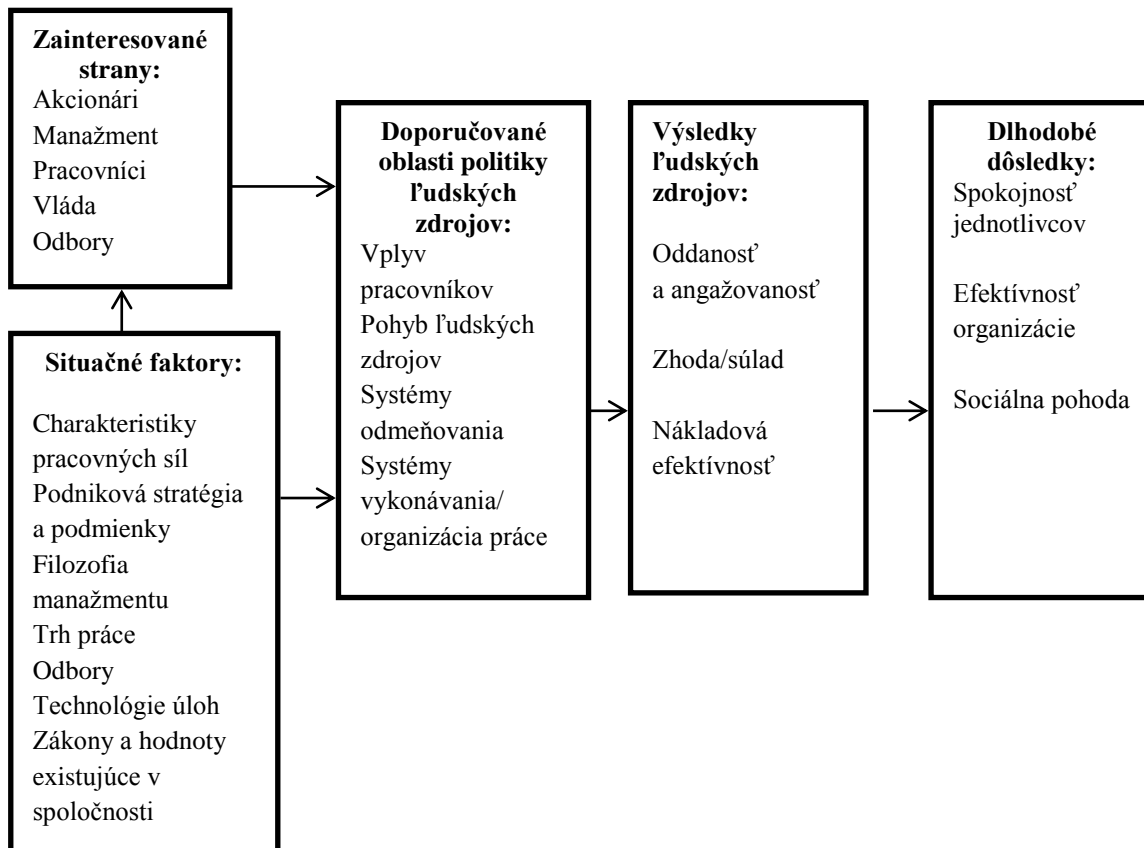 Zainteresované
strany:
Akcionári
Manažment
Pracovníci
Vláda
Odbory
Situačné faktory:
Charakteristiky
pracovných síl
Podniková stratégia
a podmienky
Filozofia
manažmentu
Trh práce
Odbory
Technológie úloh
Zákony a hodnoty
existujúce v
spoločnosti
Doporučované
oblasti politiky
ľudských
zdrojov:
Vplyv
pracovníkov
Pohyb ľudských
zdrojov
Systémy
odmeňovania
Systémy
vykonávania/
organizácia práce
Výsledky
ľudských
zdrojov:
Oddanosť
a angažovanosť
Zhoda/súlad
Nákladová
efektívnosť
Dlhodobé
dôsledky:
Spokojnosť
jednotlivcov
Efektívnosť
organizácie
Sociálna pohoda